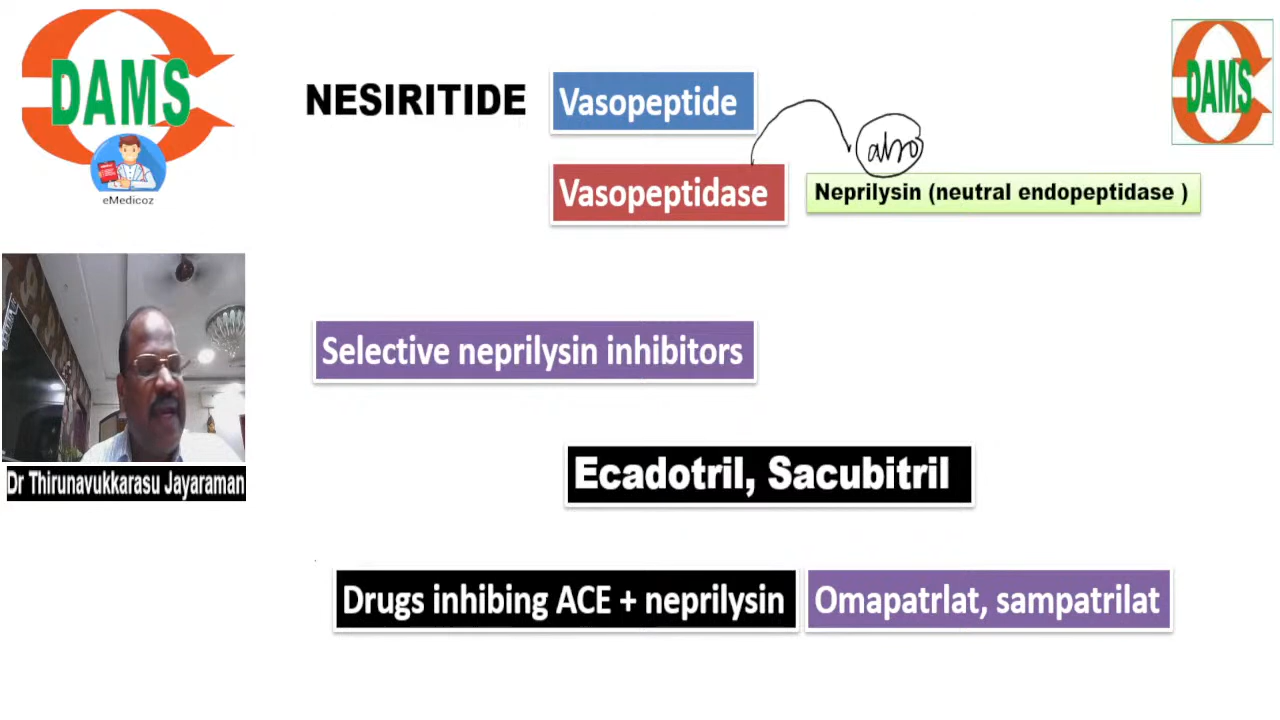 DAMS
DAMS
eMedicoz
NESIRITIDE
Vasopeptide
Vasopeptidase
also
Neprilysin (neutral endopeptidase )
Selective neprilysin inhibitors
Dr Thirunavukkarasu Jayaraman
Ecadotril, Sacubitril
Drugs inhibing ACE + neprilysin
Omapatrlat, sampatrilat